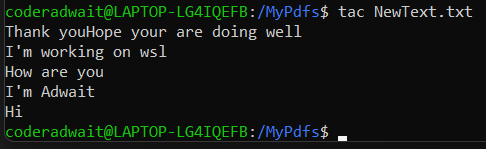 coderadwait@LAPTOP-LG4IQEFB:/MyPdfs$ tac NewText.txt
Thank youHope your are doing well
I'm working on wsl
How are you
I'm Adwait
Hi
coderadwait@LAPTOP-LG4IQEFB:/MyPdfs$